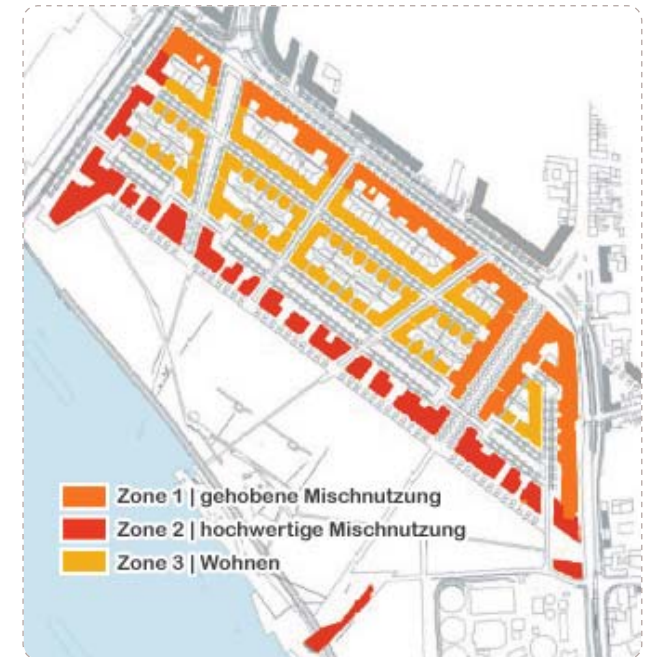 Zone 1 | gehobene Mischnutzung
Zone 2 | hochwertige Mischnutzung
Zone 3 | Wohnen